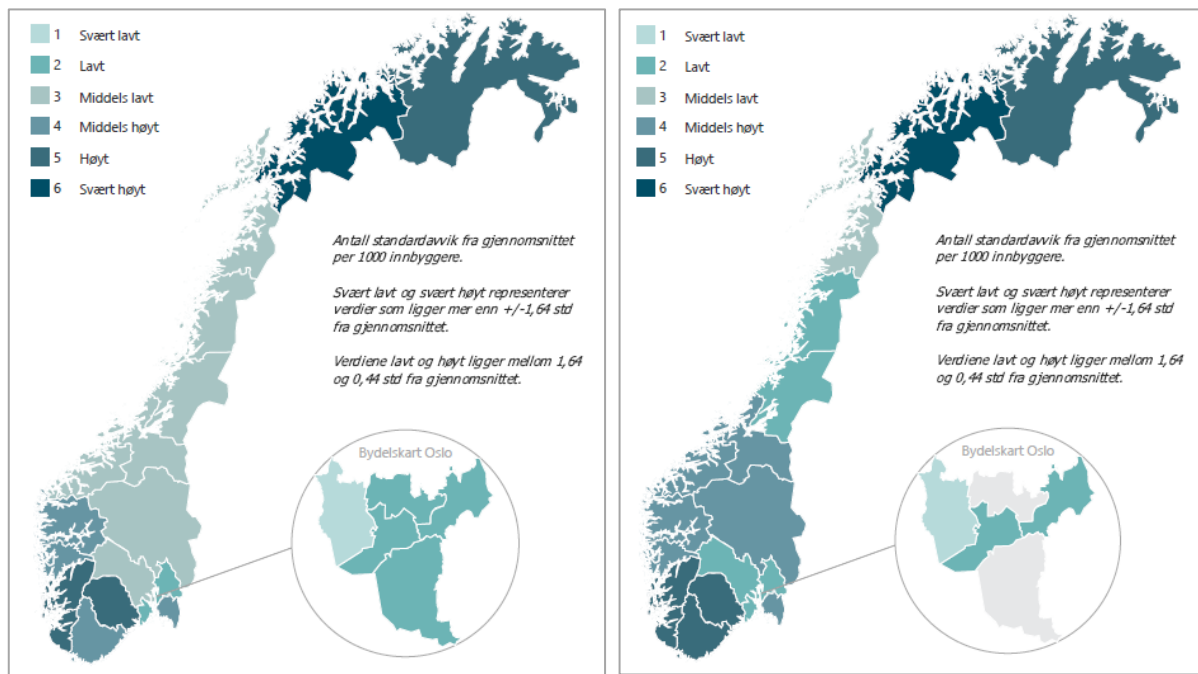 1 Svært lavt
2 Lavt
3 Middels lavt
4 Middels høyt
5 Høyt
6 Svært høyt
Antall standardavvik fra gjennomsnittet
per 1000 innbyggere.
Svært lavt og svært høyt representerer
verdier som ligger mer enn +/-1,64 std
fra gjennomsnittet.
Verdiene lavt og høyt ligger mellom 1,64
og 0,44 std fra gjennomsnittet.
Bydelskart Oslo
1 Svært lavt
2 Lavt
3 Middels lavt
4 Middels høyt
5 Høyt
6 Svært høyt
Antall standardavvik fra gjennomsnittet
per 1000 innbyggere.
Svært lavt og svært høyt representerer
verdier som ligger mer enn +/-1,64 std
fra gjennomsnittet.
Verdiene lavt og høyt ligger mellom 1,64
og 0,44 std fra gjennomsnittet.
Bydelskart Oslo